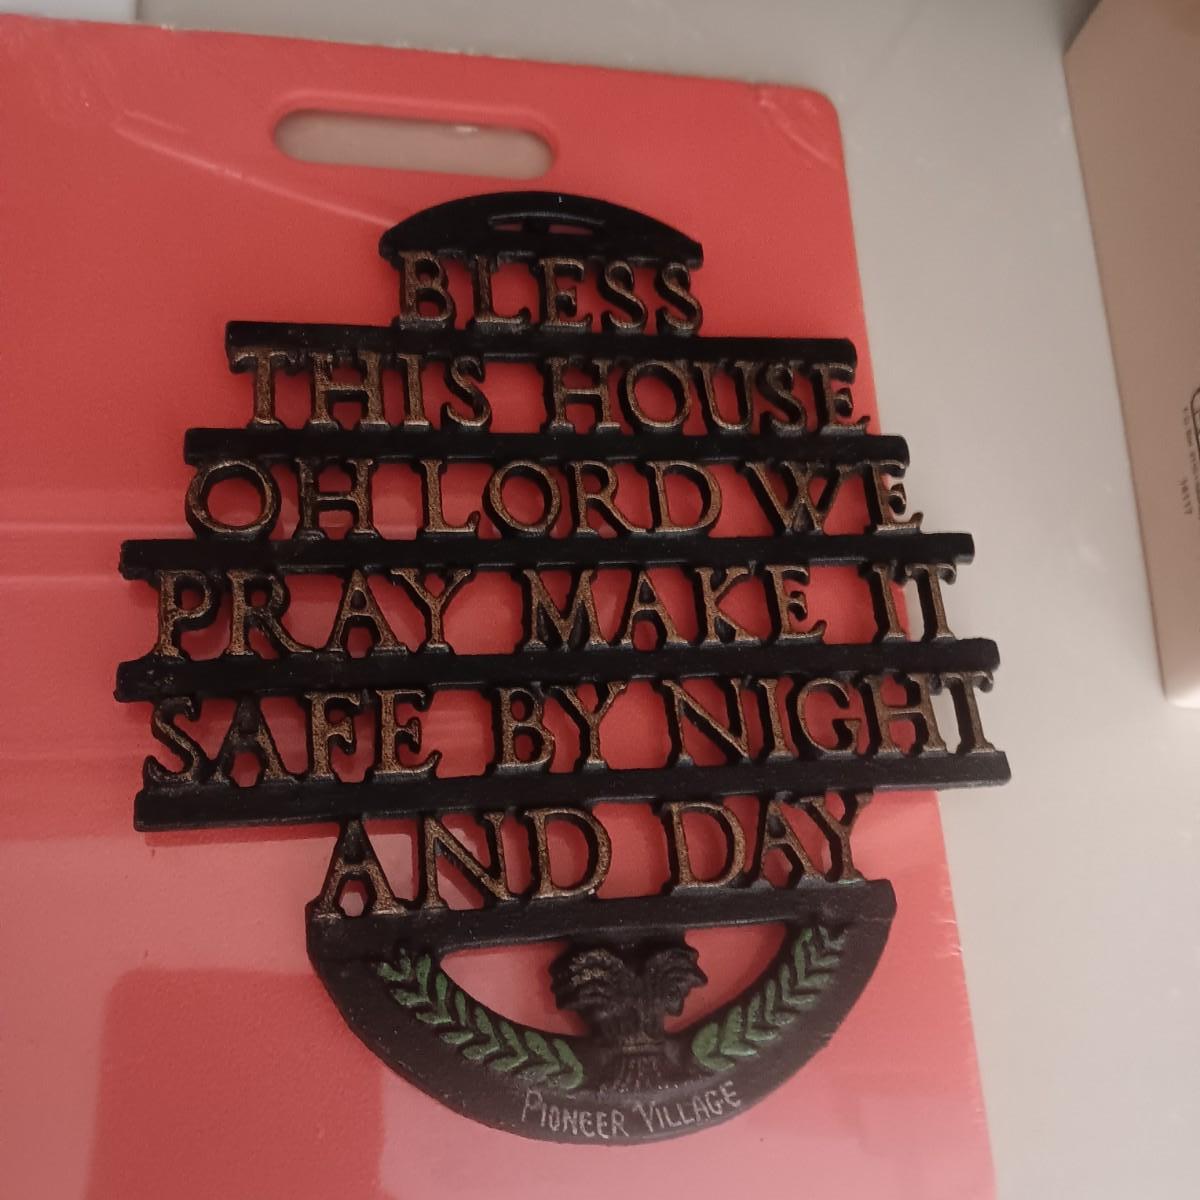 BLESS
THIS HOUSE
OH LORD WE
PRAY MAKE IT
SAFE BY NIGHT
AND DAY
PIONEER VILLAGE